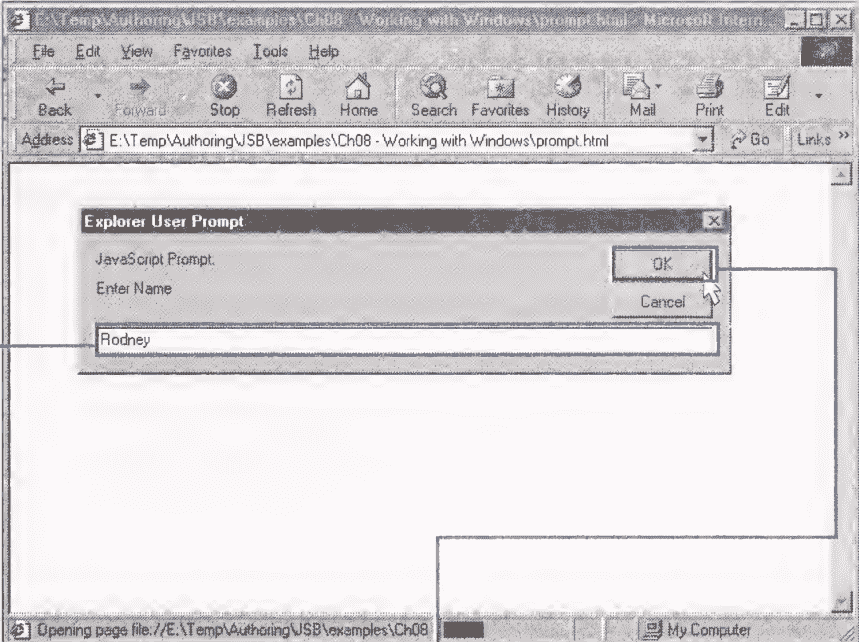 E:\Temp\Authoring\JSB\examples\Ch08 - Working with Windows\prompt.html - Microsoft Intern...
File Edit View Favorites Tools Help
Back Forward Stop Refresh Home Search Favorites History Mail Print Edit
Address E:\Temp\Authoring\JSB\examples\Ch08 - Working with Windows\prompt.html Go Links »
Explorer User Prompt
JavaScript Prompt:
Enter Name
OK
Cancel
Rodney
Opening page file://E:\Temp\Authoring\JSB\examples\Ch08 My Computer